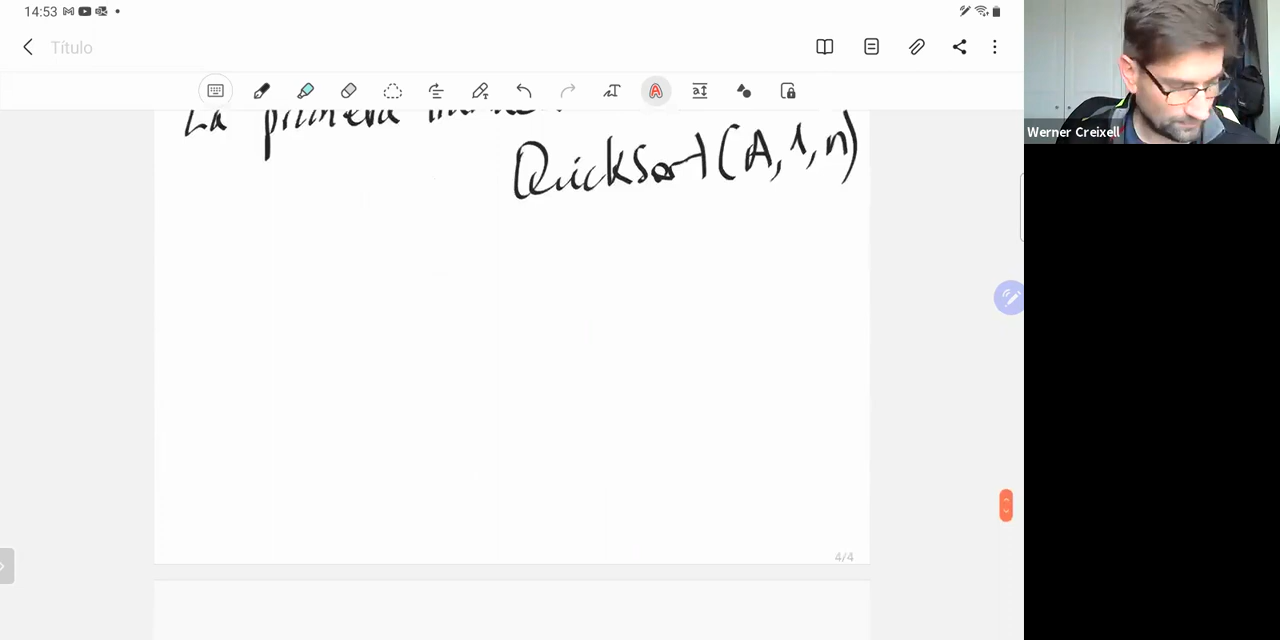 14:53
Título
La primera
QuickSort(A, 1, n)
4/4
Werner Creixell